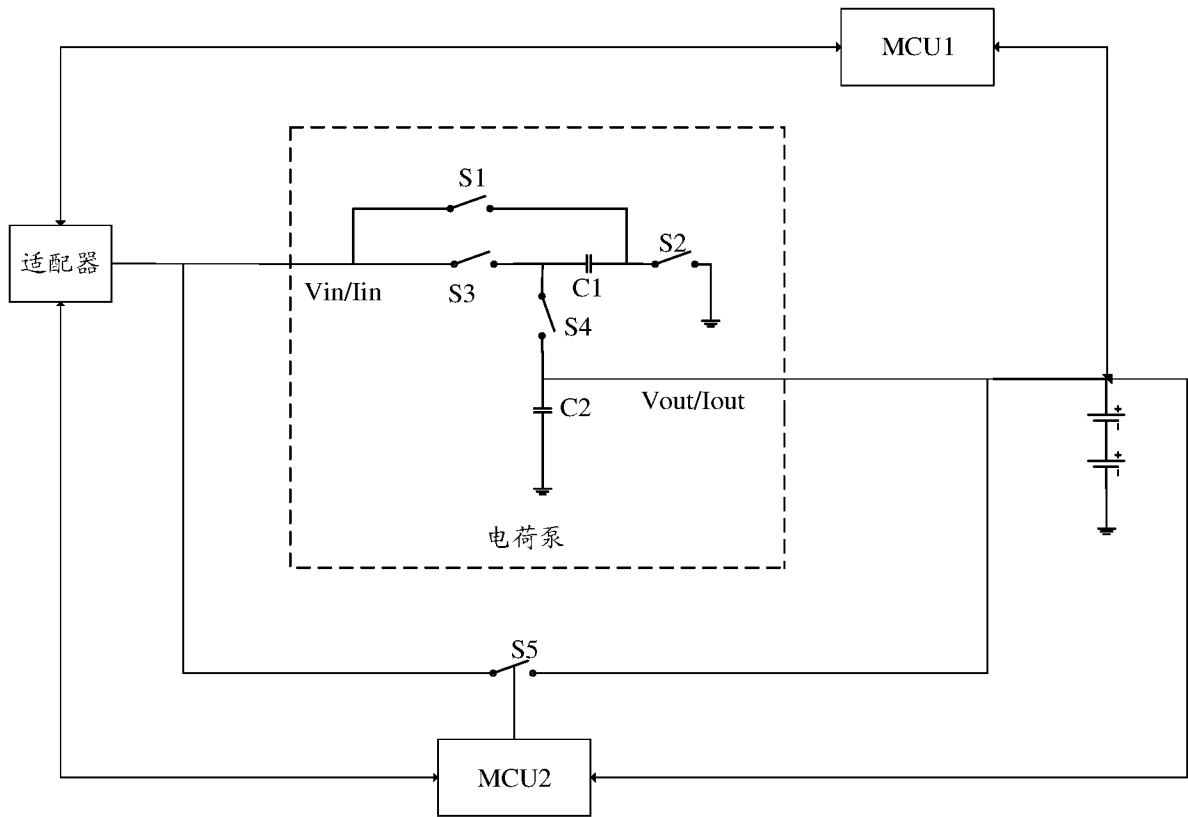 MCU1
S1
适配器
S2
Vin/Iin
S3
C1
S4
Vout/Iout
C2
+
+
电荷泵
S5
MCU2